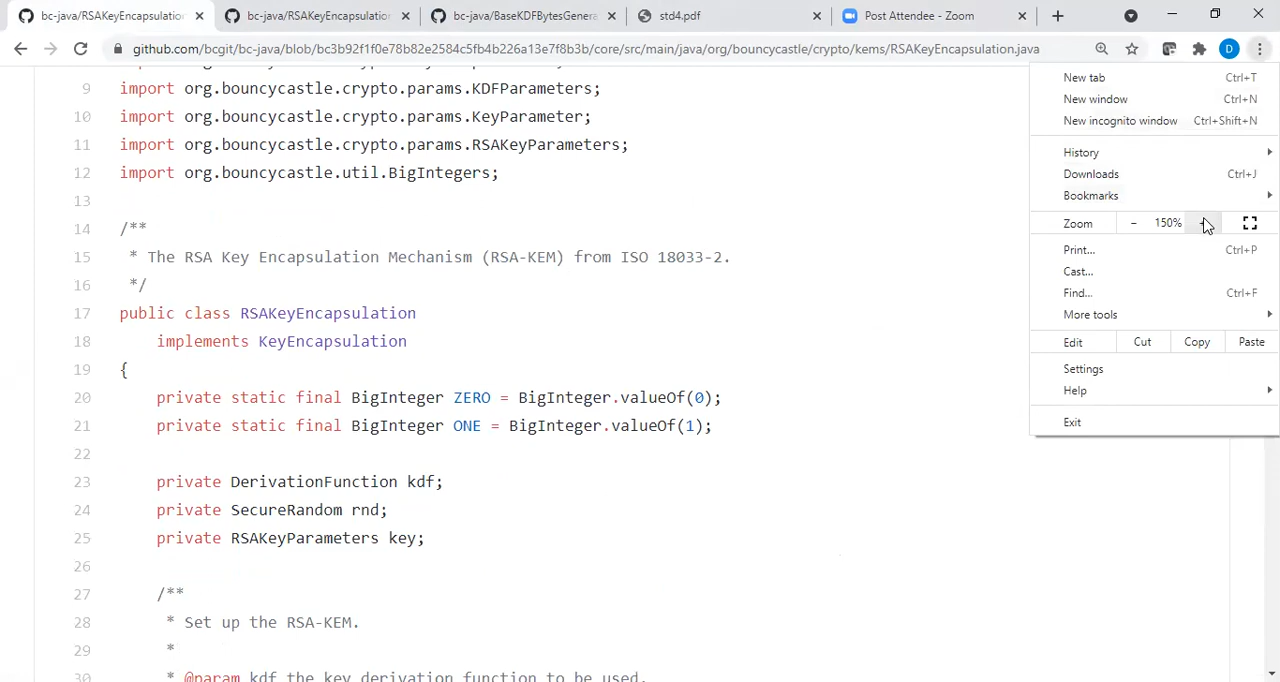 bc-java/RSAKeyEncapsulation
bc-java/RSAKeyEncapsulation
bc-java/BaseKDFBytesGenera
std4.pdf
Post Attendee - Zoom
github.com/bcgit/bc-java/blob/bc3b92f1f0e78b82e2584c5fb4b226a13e7f8b3b/core/src/main/java/org/bouncycastle/crypto/kems/RSAKeyEncapsulation.java
D
9 import org.bouncycastle.crypto.params.KDFParameters;
10 import org.bouncycastle.crypto.params.KeyParameter;
11 import org.bouncycastle.crypto.params.RSAKeyParameters;
12 import org.bouncycastle.util.BigIntegers;
13
14 /**
15 * The RSA Key Encapsulation Mechanism (RSA-KEM) from ISO 18033-2.
16 */
17 public class RSAKeyEncapsulation
18 implements KeyEncapsulation
19 {
20 private static final BigInteger ZERO = BigInteger.valueOf(0);
21 private static final BigInteger ONE = BigInteger.valueOf(1);
22
23 private DerivationFunction kdf;
24 private SecureRandom rnd;
25 private RSAKeyParameters key;
26
27 /**
28 * Set up the RSA-KEM.
29 *
30 * @param kdf the key derivation function to be used.
New tab Ctrl+T
New window Ctrl+N
New incognito window Ctrl+Shift+N
History
Downloads Ctrl+J
Bookmarks
Zoom - 150% +
Print... Ctrl+P
Cast...
Find... Ctrl+F
More tools
Edit Cut Copy Paste
Settings
Help
Exit